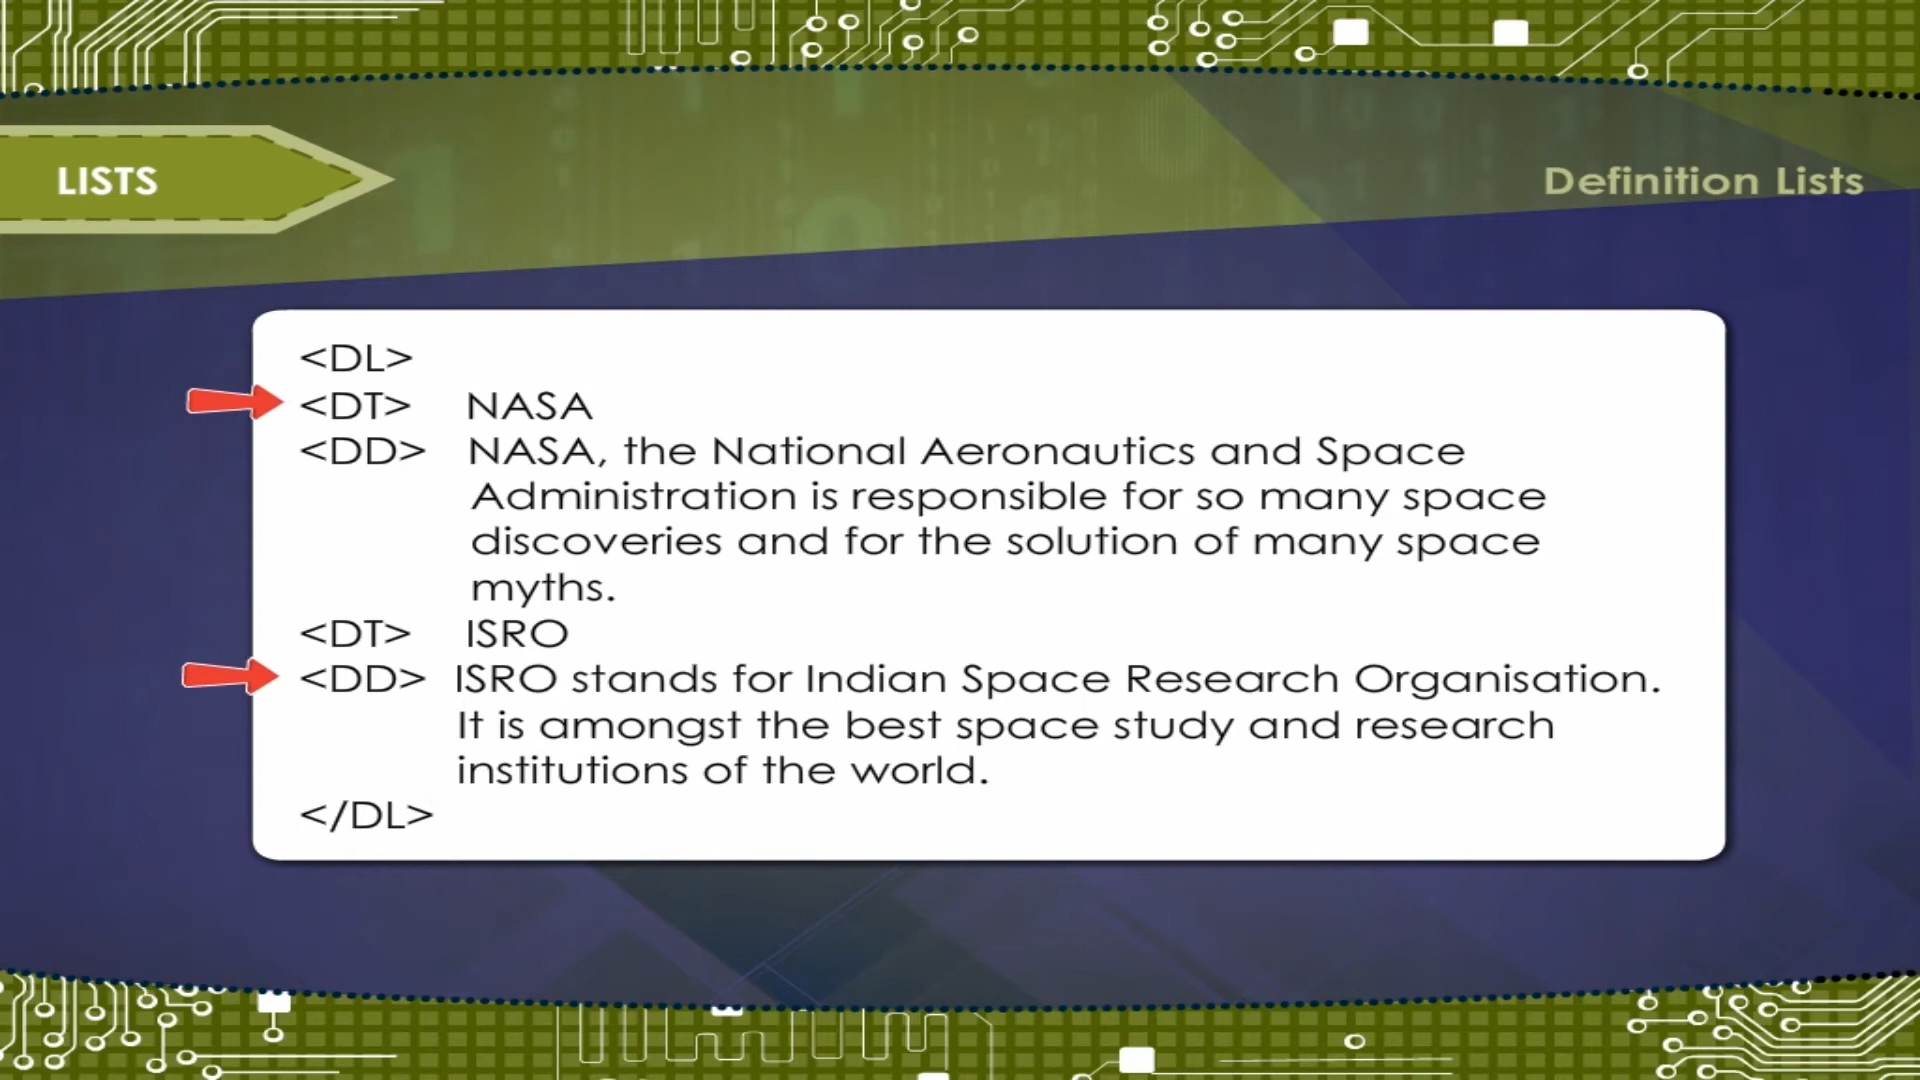 LISTS
Definition Lists
<DL>
<DT> NASA
<DD> NASA, the National Aeronautics and Space
Administration is responsible for so many space
discoveries and for the solution of many space
myths.
<DT> ISRO
<DD> ISRO stands for Indian Space Research Organisation.
It is amongst the best space study and research
institutions of the world.
</DL>